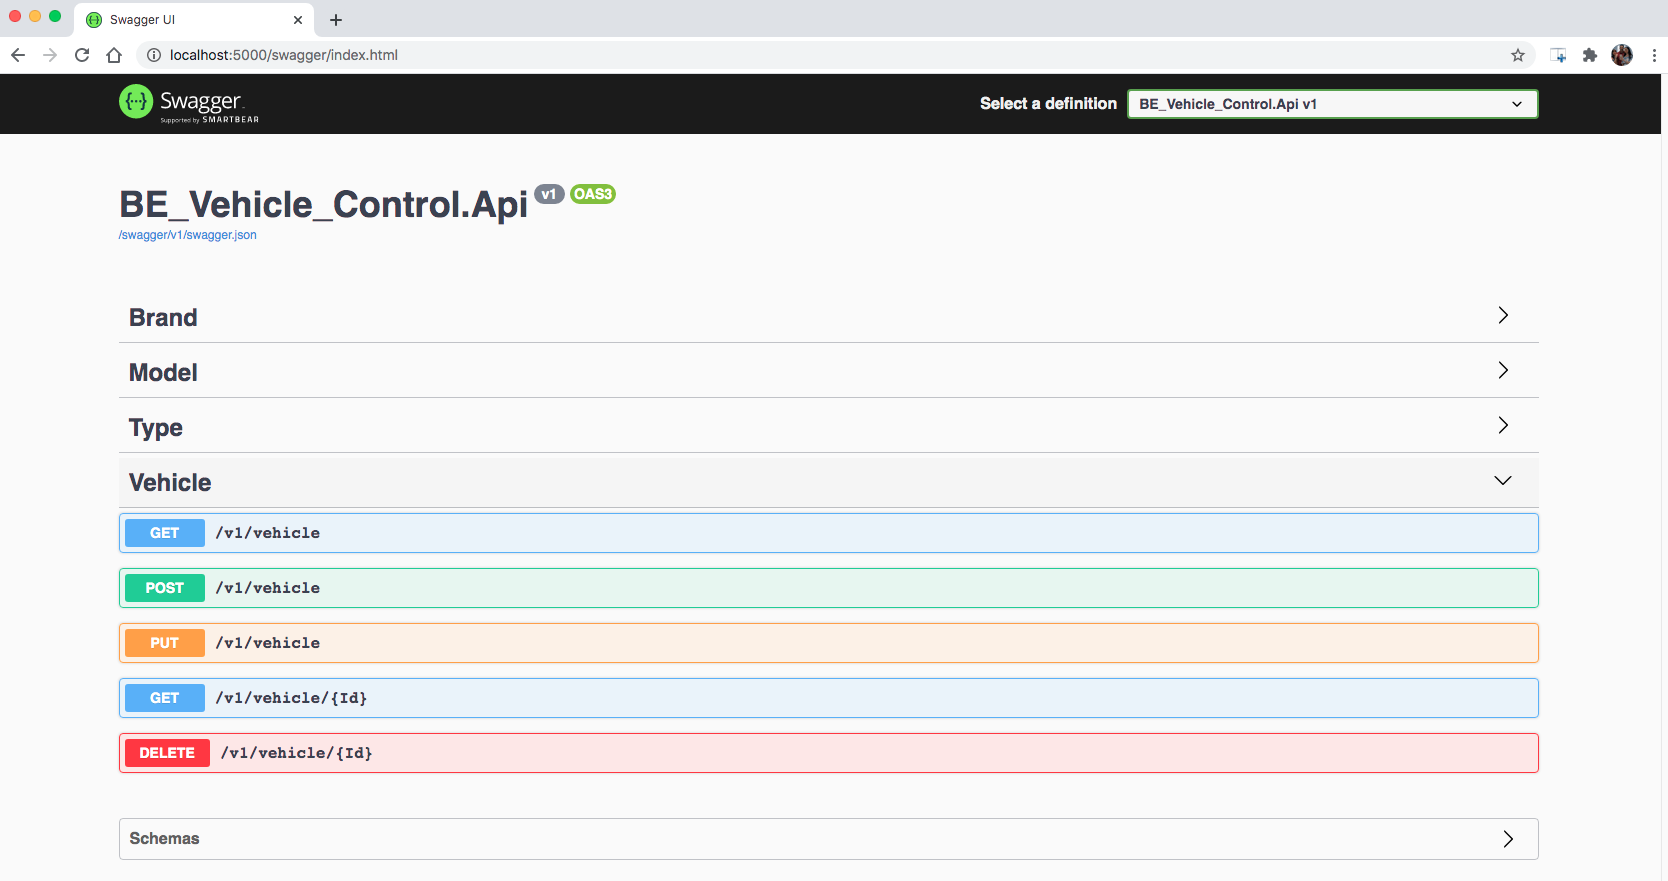 Swagger UI
localhost:5000/swagger/index.html
Swagger
Supported by SMARTBEAR
Select a definition
BE_Vehicle_Control.Api v1
BE_Vehicle_Control.Api v1 OAS3
/swagger/v1/swagger.json
Brand
Model
Type
Vehicle
GET /v1/vehicle
POST /v1/vehicle
PUT /v1/vehicle
GET /v1/vehicle/{Id}
DELETE /v1/vehicle/{Id}
Schemas